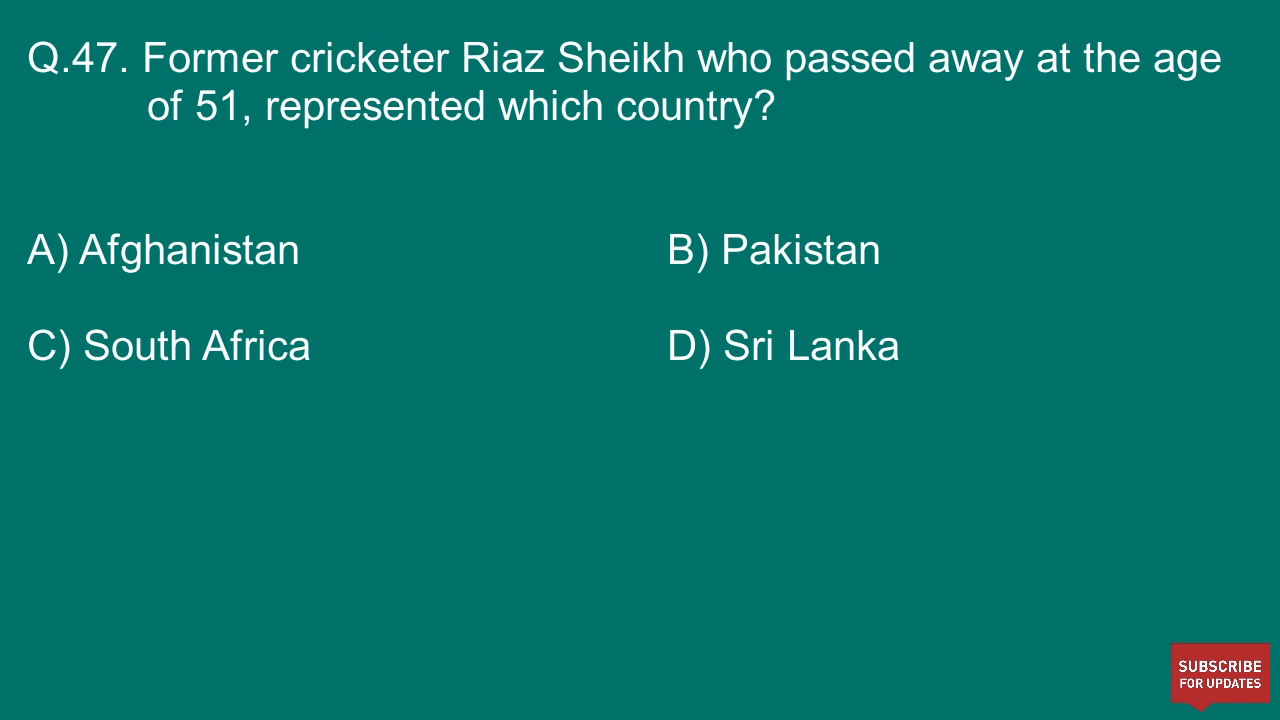 Q.47. Former cricketer Riaz Sheikh who passed away at the age
of 51, represented which country?
A) Afghanistan B) Pakistan
C) South Africa D) Sri Lanka
SUBSCRIBE
FOR UPDATES